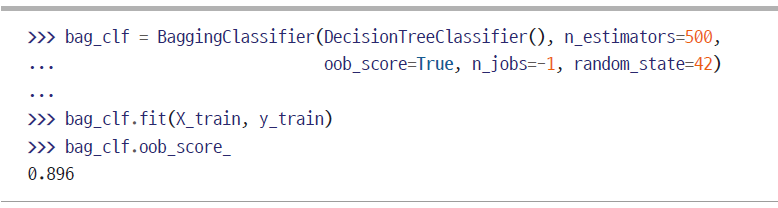 >>> bag_clf = BaggingClassifier(DecisionTreeClassifier(), n_estimators=500,
...                             oob_score=True, n_jobs=-1, random_state=42)
...
>>> bag_clf.fit(X_train, y_train)
>>> bag_clf.oob_score_
0.896